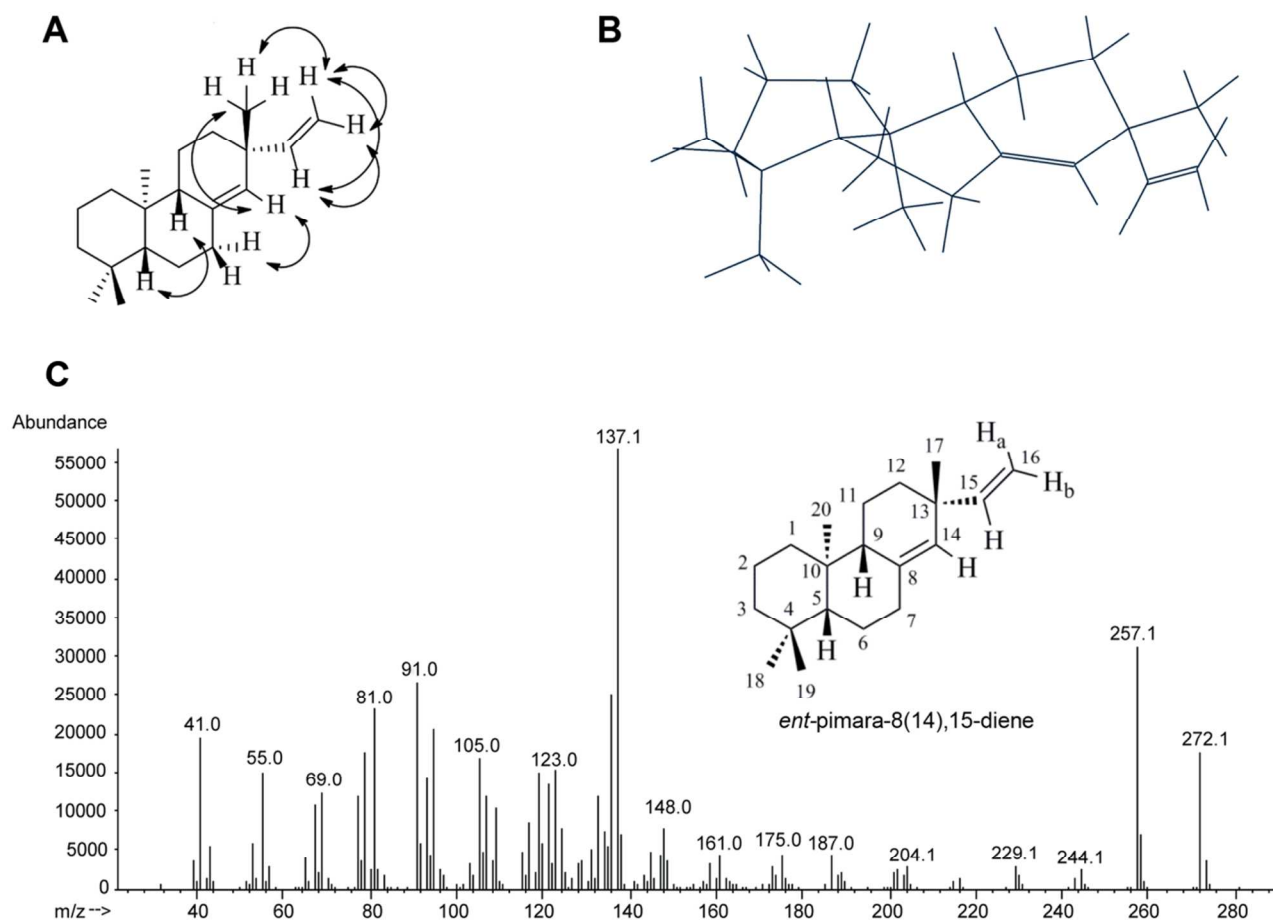 A
B
H
H
H
H
H
H
H
H
H
H
H
C
Abundance
55000
50000
45000
40000
35000
30000
25000
20000
15000
10000
5000
0
m/z-->
40
60
80
100
120
140
160
180
200
220
240
260
280
41.0
55.0
69.0
81.0
91.0
105.0
123.0
137.1
148.0
161.0
175.0
187.0
204.1
229.1
244.1
257.1
272.1
Ha
17
16
12
Hb
15
11
20
13
H
1
9
14
2
10
H
8
H
3
5
4
7
H
6
18
19
ent-pimara-8(14),15-diene